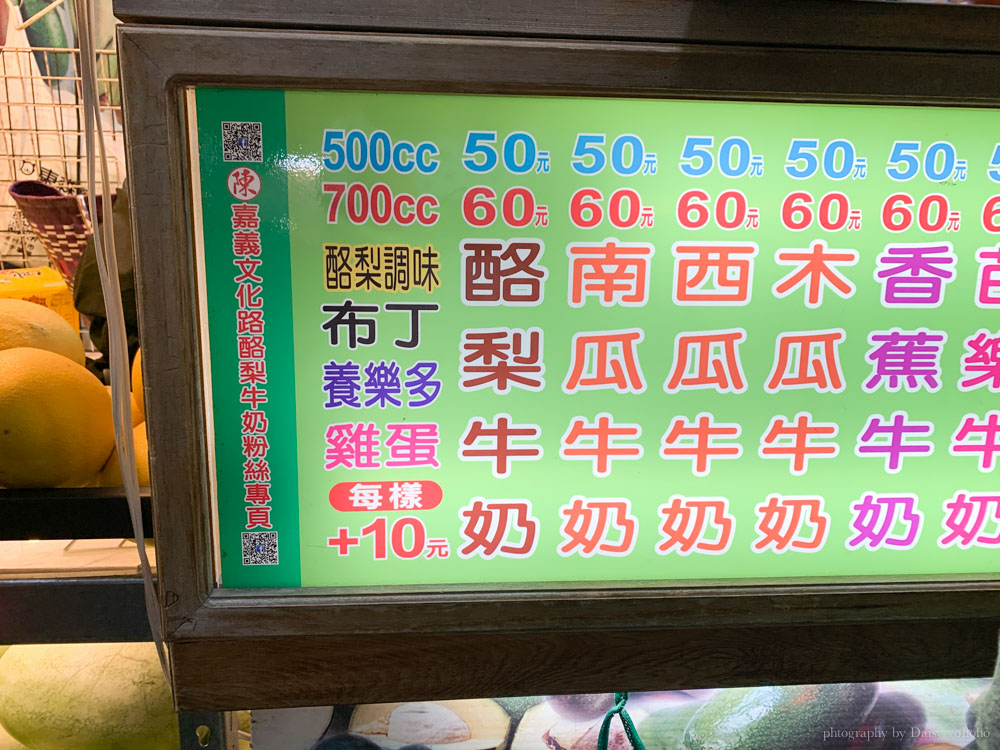 陳
嘉義文化路酪梨牛奶粉絲專頁
500cc 50元 50元 50元 50元 50元
700cc 60元 60元 60元 60元 60元
酪梨調味
布丁
養樂多
雞蛋
每樣
+10元
酪梨牛奶
南瓜牛奶
西瓜牛奶
木瓜牛奶
香蕉牛奶
photography by Daisyyohoho